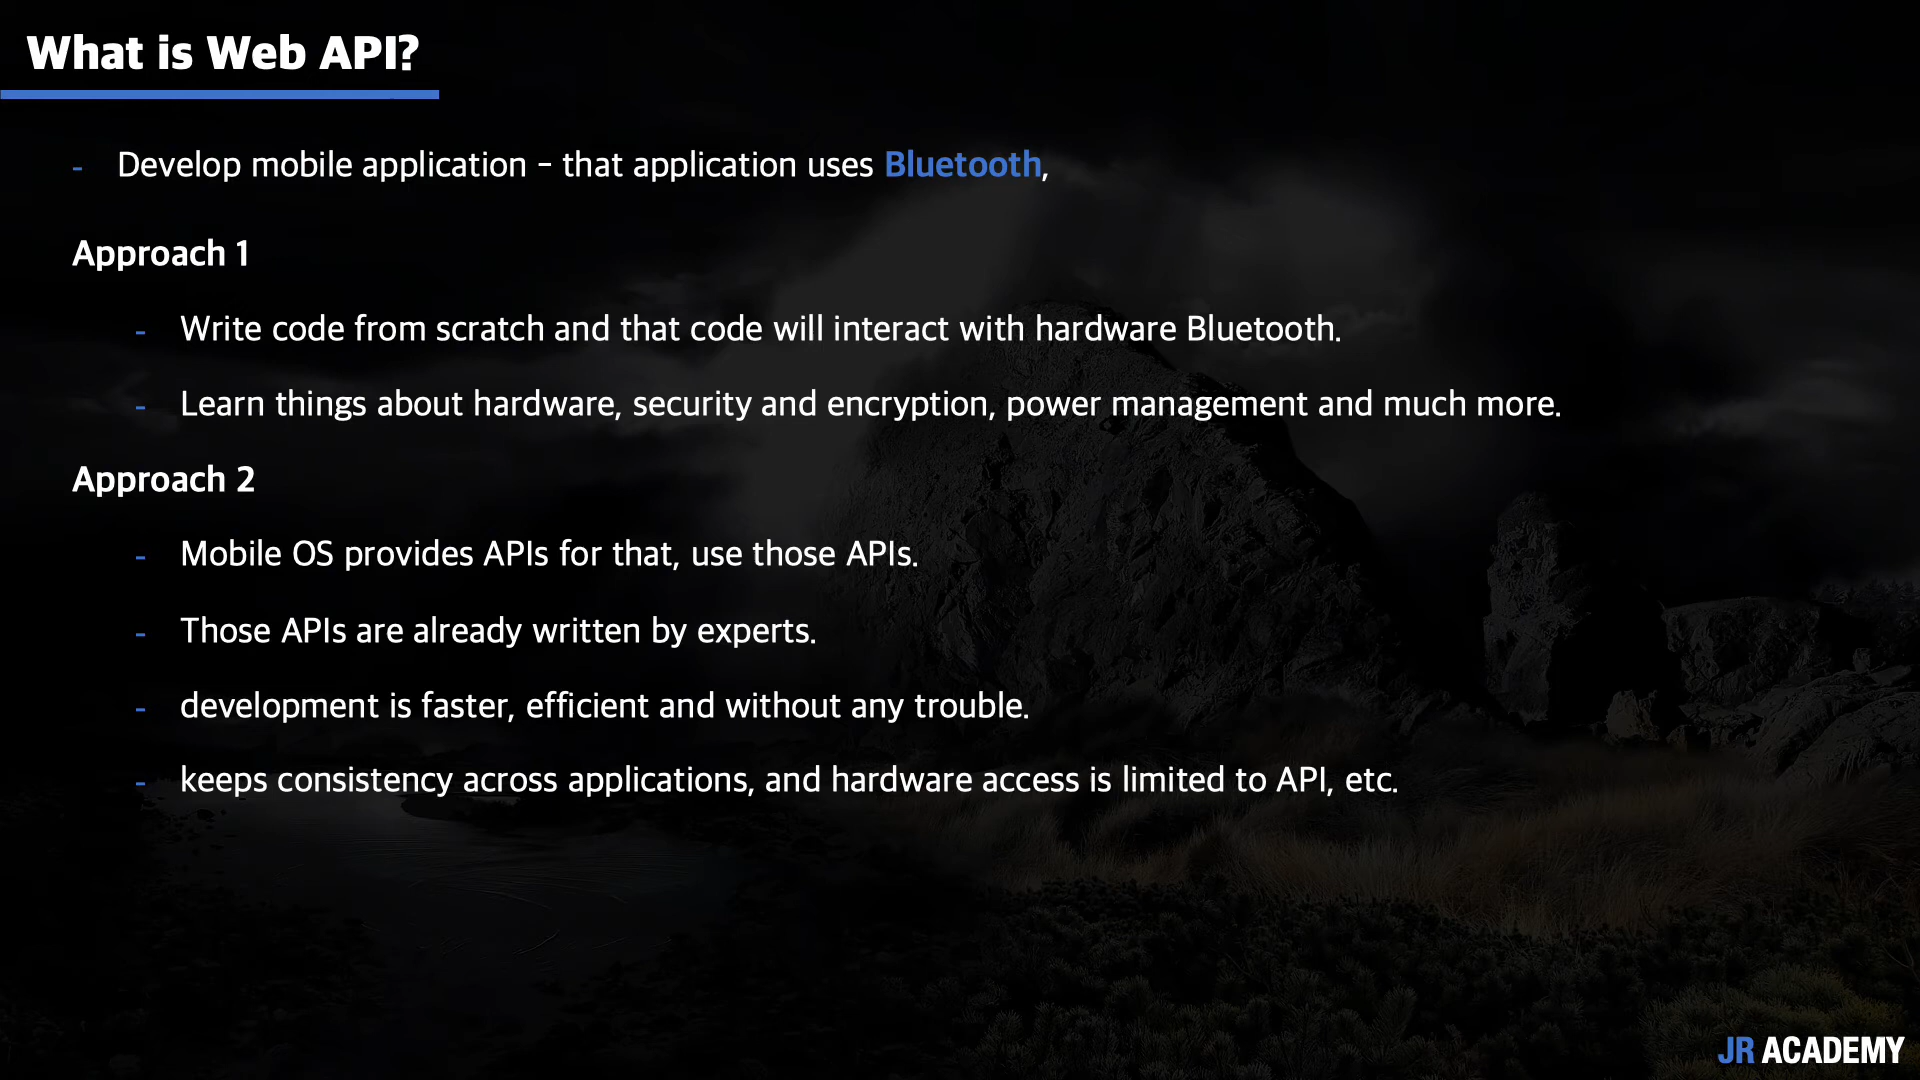 What is Web API?
- Develop mobile application – that application uses Bluetooth,
Approach 1
- Write code from scratch and that code will interact with hardware Bluetooth.
- Learn things about hardware, security and encryption, power management and much more.
Approach 2
- Mobile OS provides APIs for that, use those APIs.
- Those APIs are already written by experts.
- development is faster, efficient and without any trouble.
- keeps consistency across applications, and hardware access is limited to API, etc.
JR ACADEMY